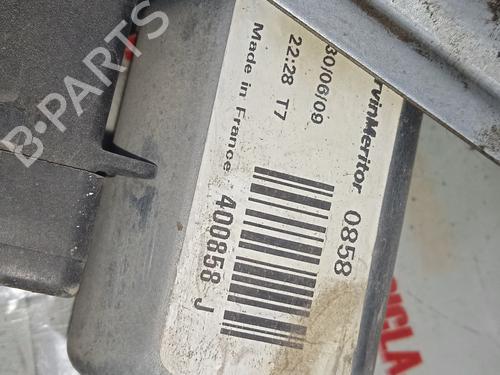 rvinMeritor 0858
30/06/09
22:28 T7
Made in France
400858 J
B-PARTS